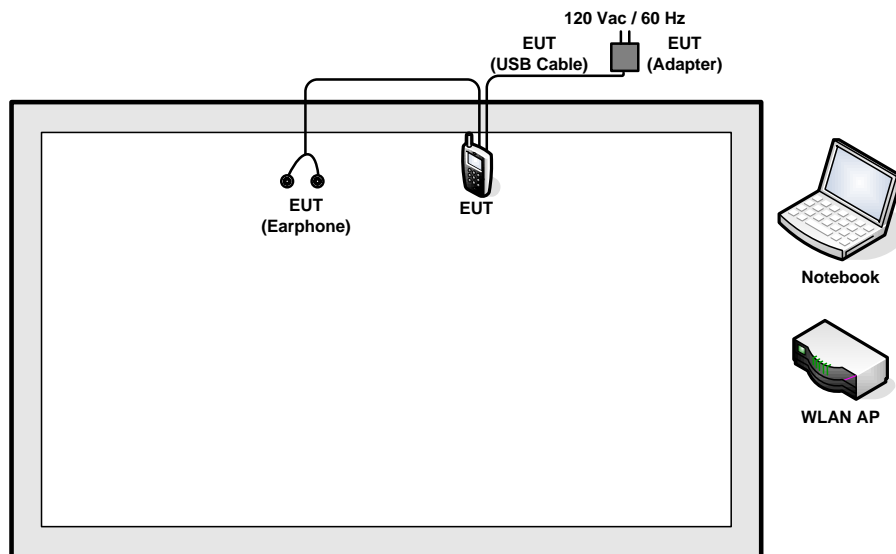 120 Vac / 60 Hz
EUT
(USB Cable)
EUT
(Adapter)
EUT
(Earphone)
EUT
Notebook
WLAN AP